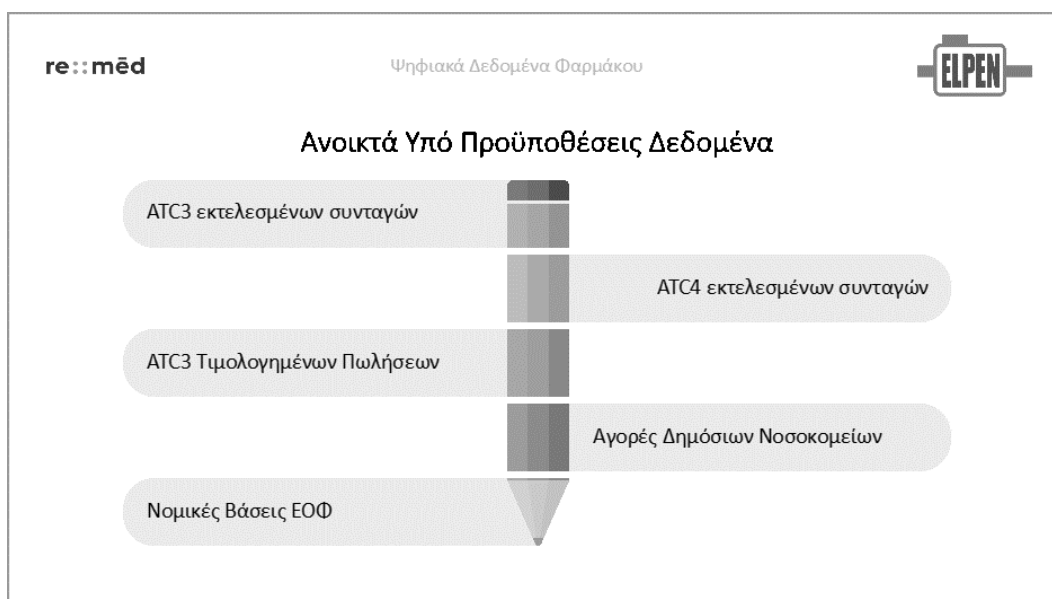 re::mēd
Ψηφιακά Δεδομένα Φαρμάκου
ELPEN
Ανοικτά Υπό Προϋποθέσεις Δεδομένα
ATC3 εκτελεσμένων συνταγών
ATC4 εκτελεσμένων συνταγών
ATC3 Τιμολογημένων Πωλήσεων
Αγορές Δημόσιων Νοσοκομείων
Νομικές Βάσεις ΕΟΦ